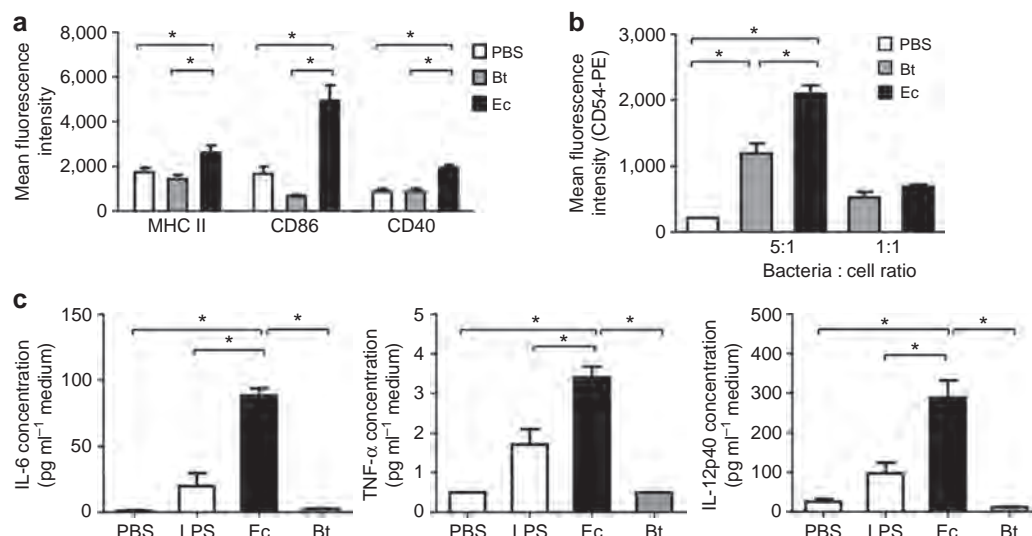 a
8,000
6,000
4,000
2,000
0
Mean fluorescence
intensity
* * *
* * *
PBS
Bt
Ec
MHC II CD86 CD40
b
3,000
2,000
1,000
0
Mean fluorescence
intensity (CD54-PE)
*
* *
PBS
Bt
Ec
5:1 1:1
Bacteria : cell ratio
c
150
100
50
0
IL-6 concentration
(pg ml⁻¹ medium)
* *
*
PBS LPS Ec Bt
5
4
3
2
1
0
TNF-α concentration
(pg ml⁻¹ medium)
* *
*
PBS LPS Ec Bt
500
400
300
200
100
0
IL-12p40 concentration
(pg ml⁻¹ medium)
* *
*
PBS LPS Ec Bt